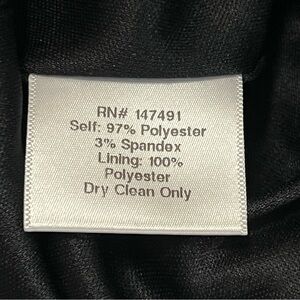 RN# 147491
Self: 97% Polyester
3% Spandex
Lining: 100%
Polyester
Dry Clean Only